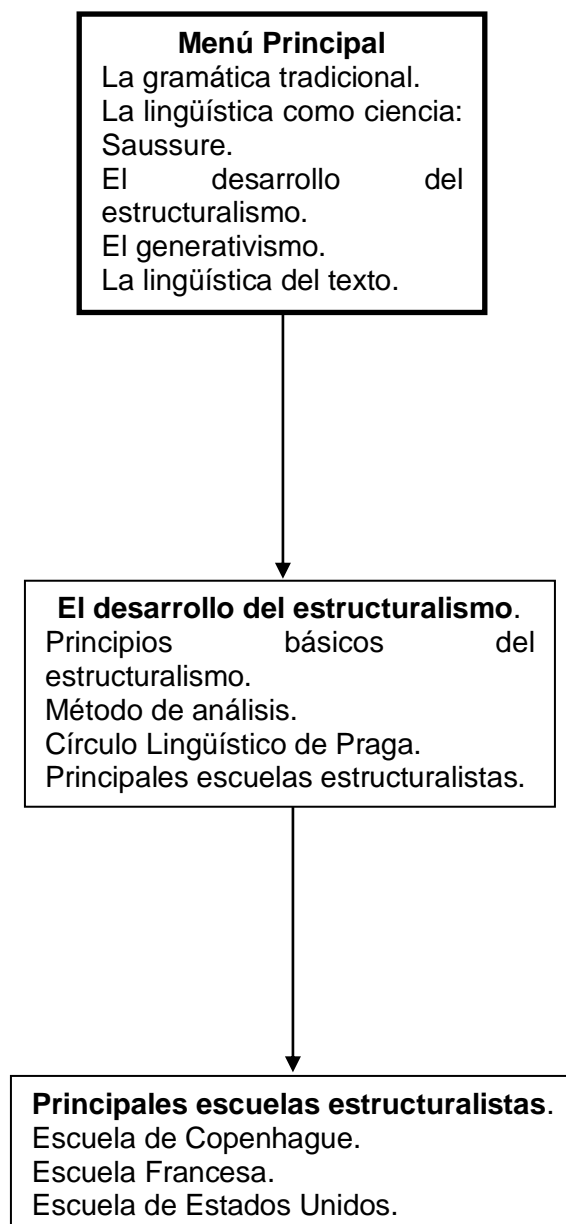 Menú Principal
La gramática tradicional.
La lingüística como ciencia:
Saussure.
El desarrollo del
estructuralismo.
El generativismo.
La lingüística del texto.
El desarrollo del estructuralismo.
Principios básicos del
estructuralismo.
Método de análisis.
Círculo Lingüístico de Praga.
Principales escuelas estructuralistas.
Principales escuelas estructuralistas.
Escuela de Copenhague.
Escuela Francesa.
Escuela de Estados Unidos.